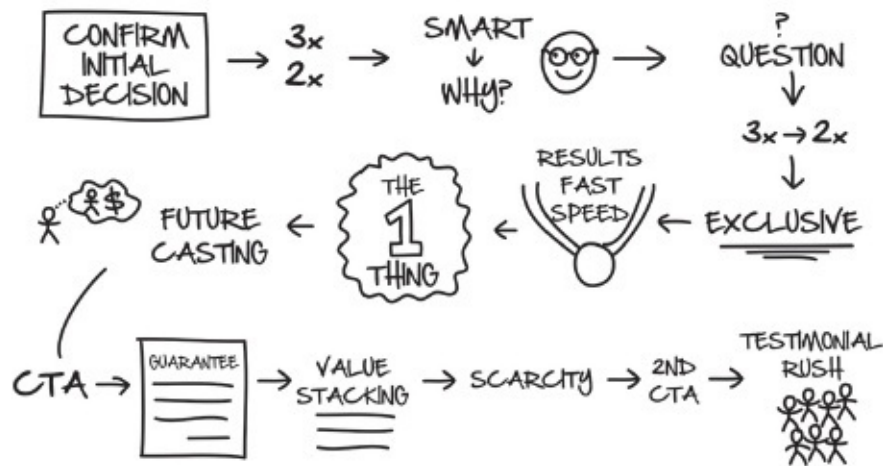 CONFIRM
INITIAL
DECISION
3x
2x
SMART
WHY?
?
QUESTION
3x → 2x
EXCLUSIVE
RESULTS
FAST
SPEED
THE
1
THING
FUTURE
CASTING
$
CTA
GUARANTEE
VALUE
STACKING
SCARCITY
2ND
CTA
TESTIMONIAL
RUSH